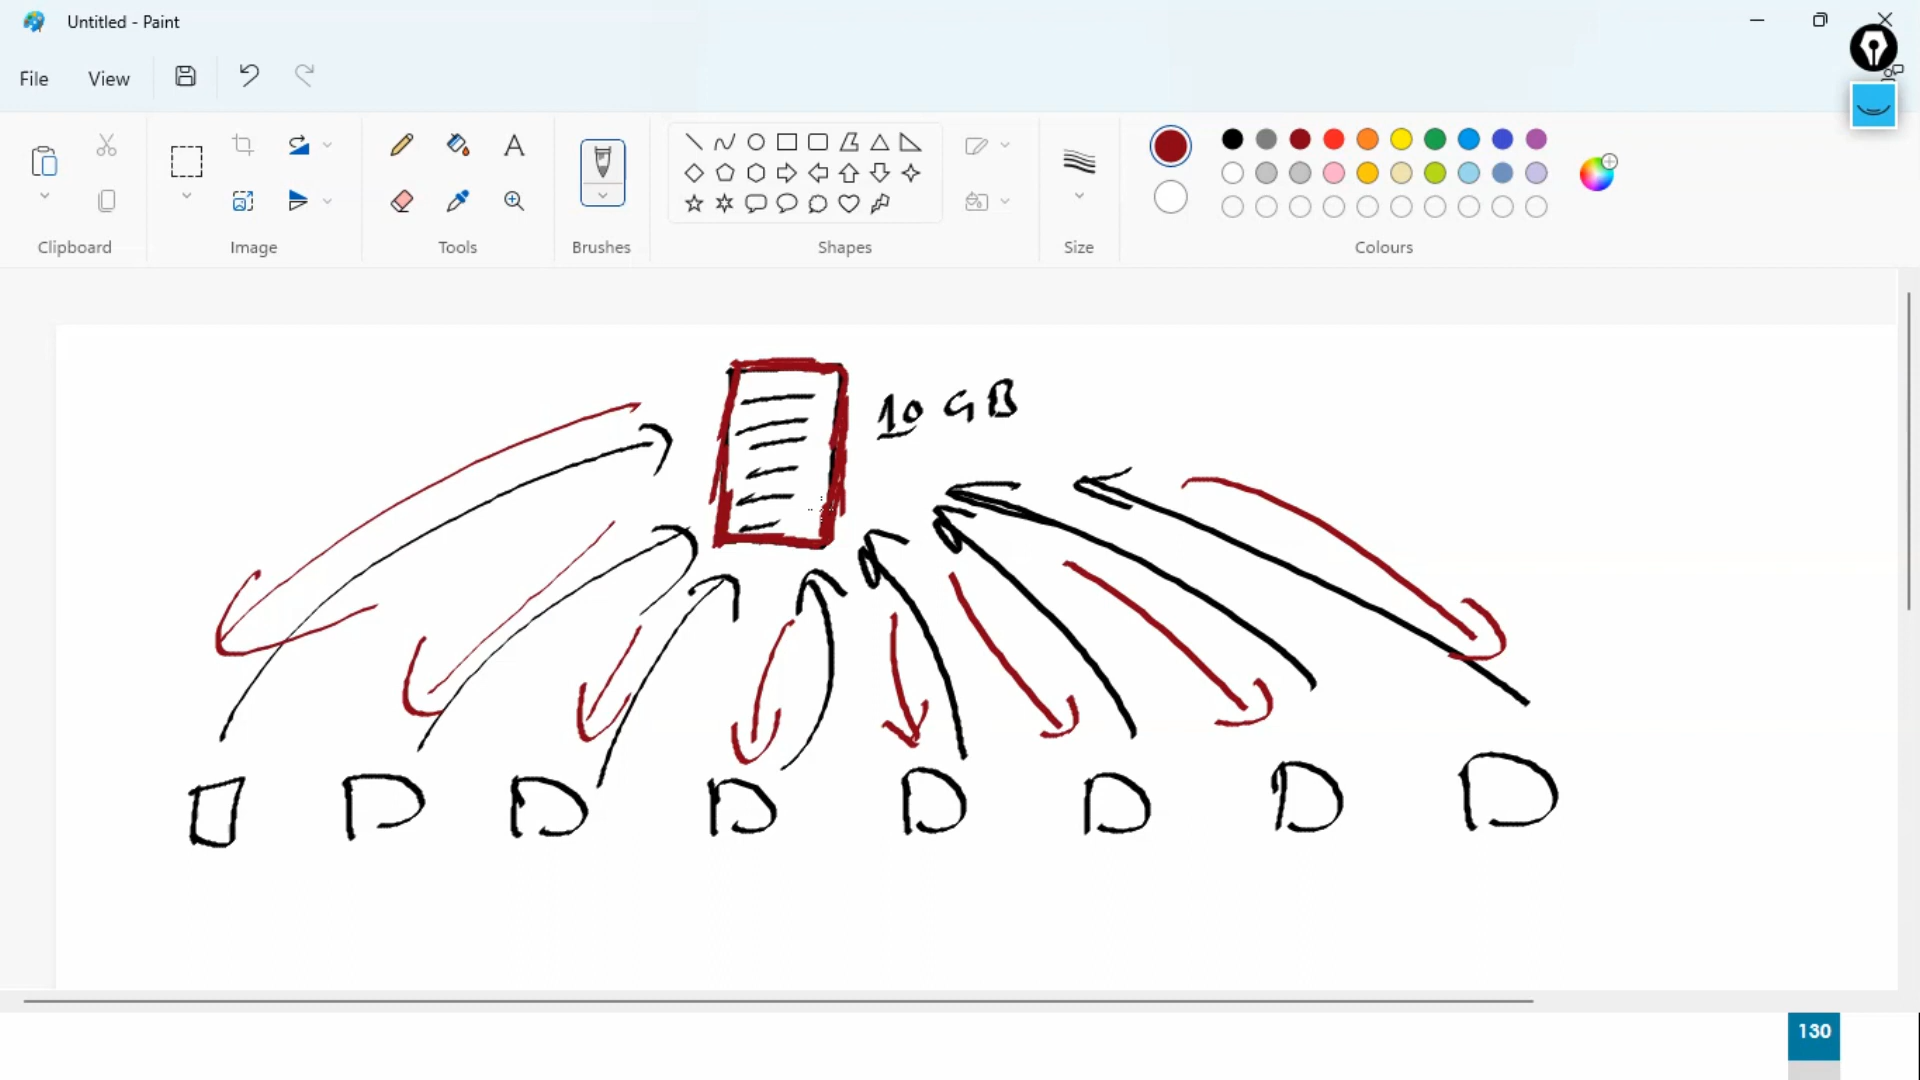 Untitled - Paint
File View
Clipboard Image Tools Brushes Shapes Size Colours
10 GB
D D D D D D D
130